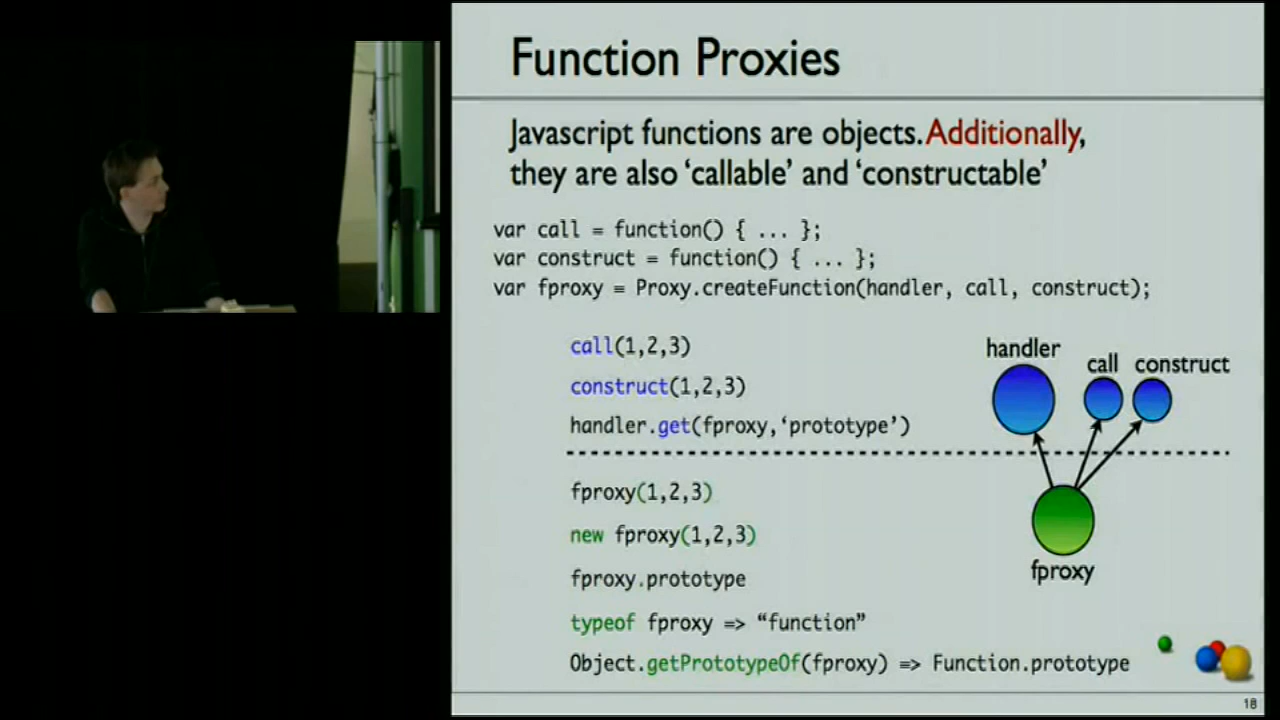 Function Proxies
Javascript functions are objects. Additionally,
they are also ‘callable’ and ‘constructable’
var call = function() { ... };
var construct = function() { ... };
var fproxy = Proxy.createFunction(handler, call, construct);
call(1,2,3)
construct(1,2,3)
handler.get(fproxy,‘prototype’)
handler
call
construct
fproxy(1,2,3)
new fproxy(1,2,3)
fproxy.prototype
typeof fproxy => “function”
Object.getPrototypeOf(fproxy) => Function.prototype
fproxy
18